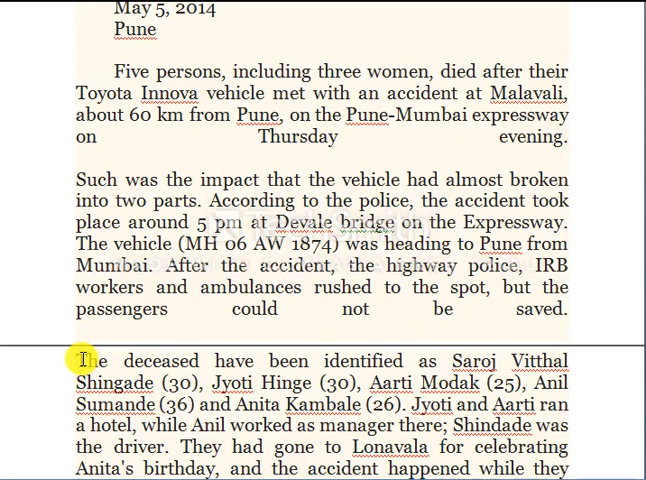 May 5, 2014
Pune
Five persons, including three women, died after their
Toyota Innova vehicle met with an accident at Malavali,
about 60 km from Pune, on the Pune-Mumbai expressway
on Thursday evening.
Such was the impact that the vehicle had almost broken
into two parts. According to the police, the accident took
place around 5 pm at Devale bridge on the Expressway.
The vehicle (MH 06 AW 1874) was heading to Pune from
Mumbai. After the accident, the highway police, IRB
workers and ambulances rushed to the spot, but the
passengers could not be saved.
The deceased have been identified as Saroj Vitthal
Shingade (30), Jyoti Hinge (30), Aarti Modak (25), Anil
Sumande (36) and Anita Kambale (26). Jyoti and Aarti ran
a hotel, while Anil worked as manager there; Shindade was
the driver. They had gone to Lonavala for celebrating
Anita's birthday, and the accident happened while they